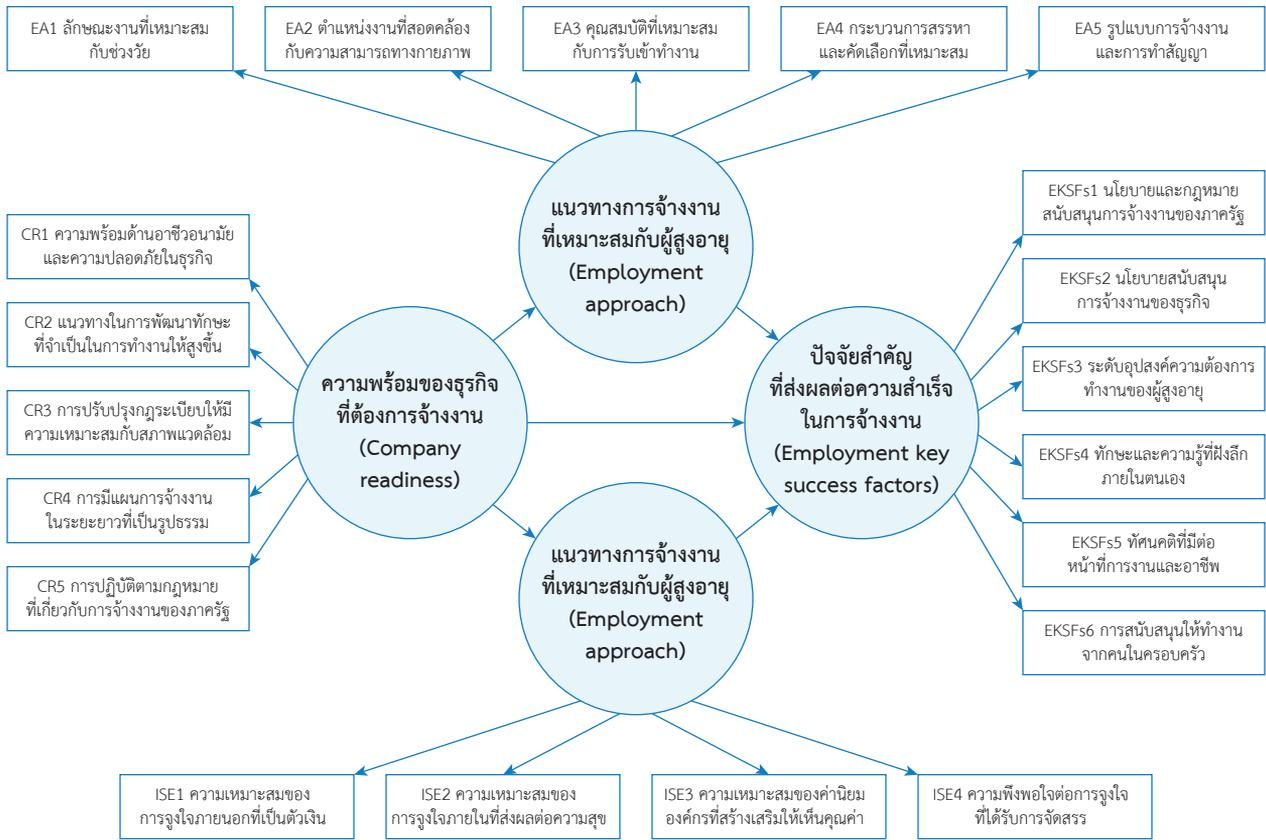 EA1 ลักษณะงานที่เหมาะสม
กับช่วงวัย
EA2 ตำแหน่งงานที่สอดคล้อง
กับความสามารถทางกายภาพ
EA3 คุณสมบัติที่เหมาะสม
กับการรับเข้าทำงาน
EA4 กระบวนการสรรหา
และคัดเลือกที่เหมาะสม
EA5 รูปแบบการจ้างงาน
และการทำสัญญา
แนวทางการจ้างงาน
ที่เหมาะสมกับผู้สูงอายุ
(Employment
approach)
CR1 ความพร้อมด้านอาชีวอนามัย
และความปลอดภัยในธุรกิจ
CR2 แนวทางในการพัฒนาทักษะ
ที่จำเป็นในการทำงานให้สูงขึ้น
CR3 การปรับปรุงกฎระเบียบให้มี
ความเหมาะสมกับสภาพแวดล้อม
CR4 การมีแผนการจ้างงาน
ในระยะยาวที่เป็นรูปธรรม
CR5 การปฏิบัติตามกฎหมาย
ที่เกี่ยวกับการจ้างงานของภาครัฐ
ความพร้อมของธุรกิจ
ที่ต้องการจ้างงาน
(Company
readiness)
ปัจจัยสำคัญ
ที่ส่งผลต่อความสำเร็จ
ในการจ้างงาน
(Employment key
success factors)
EKSFs1 นโยบายและกฎหมาย
สนับสนุนการจ้างงานของภาครัฐ
EKSFs2 นโยบายสนับสนุน
การจ้างงานของธุรกิจ
EKSFs3 ระดับอุปสงค์ความต้องการ
ทำงานของผู้สูงอายุ
EKSFs4 ทักษะและความรู้ที่ฝังลึก
ภายในตนเอง
EKSFs5 ทัศนคติที่มีต่อ
หน้าที่การงานและอาชีพ
EKSFs6 การสนับสนุนให้ทำงาน
จากคนในครอบครัว
แนวทางการจ้างงาน
ที่เหมาะสมกับผู้สูงอายุ
(Employment
approach)
ISE1 ความเหมาะสมของ
การจูงใจภายนอกที่เป็นตัวเงิน
ISE2 ความเหมาะสมของ
การจูงใจภายในที่ส่งผลต่อความสุข
ISE3 ความเหมาะสมของค่านิยม
องค์กรที่สร้างเสริมให้เห็นคุณค่า
ISE4 ความพึงพอใจต่อการจูงใจ
ที่ได้รับการจัดสรร